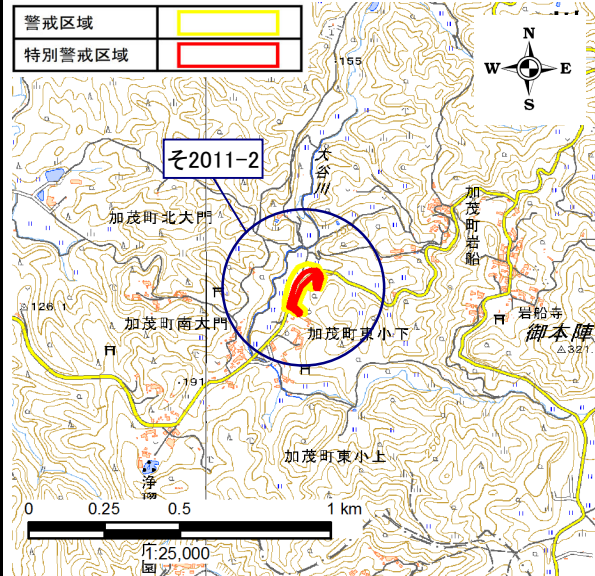 警戒区域
特別警戒区域
N
W E
S
・155
そ2011-2
大谷川
加茂町北大門
加茂町岩船
126.1
加茂町南大門
加茂町東小下
岩船寺
御本陣
321.
・191
加茂町東小上
浄
0 0.25 0.5 1 km
1:25,000